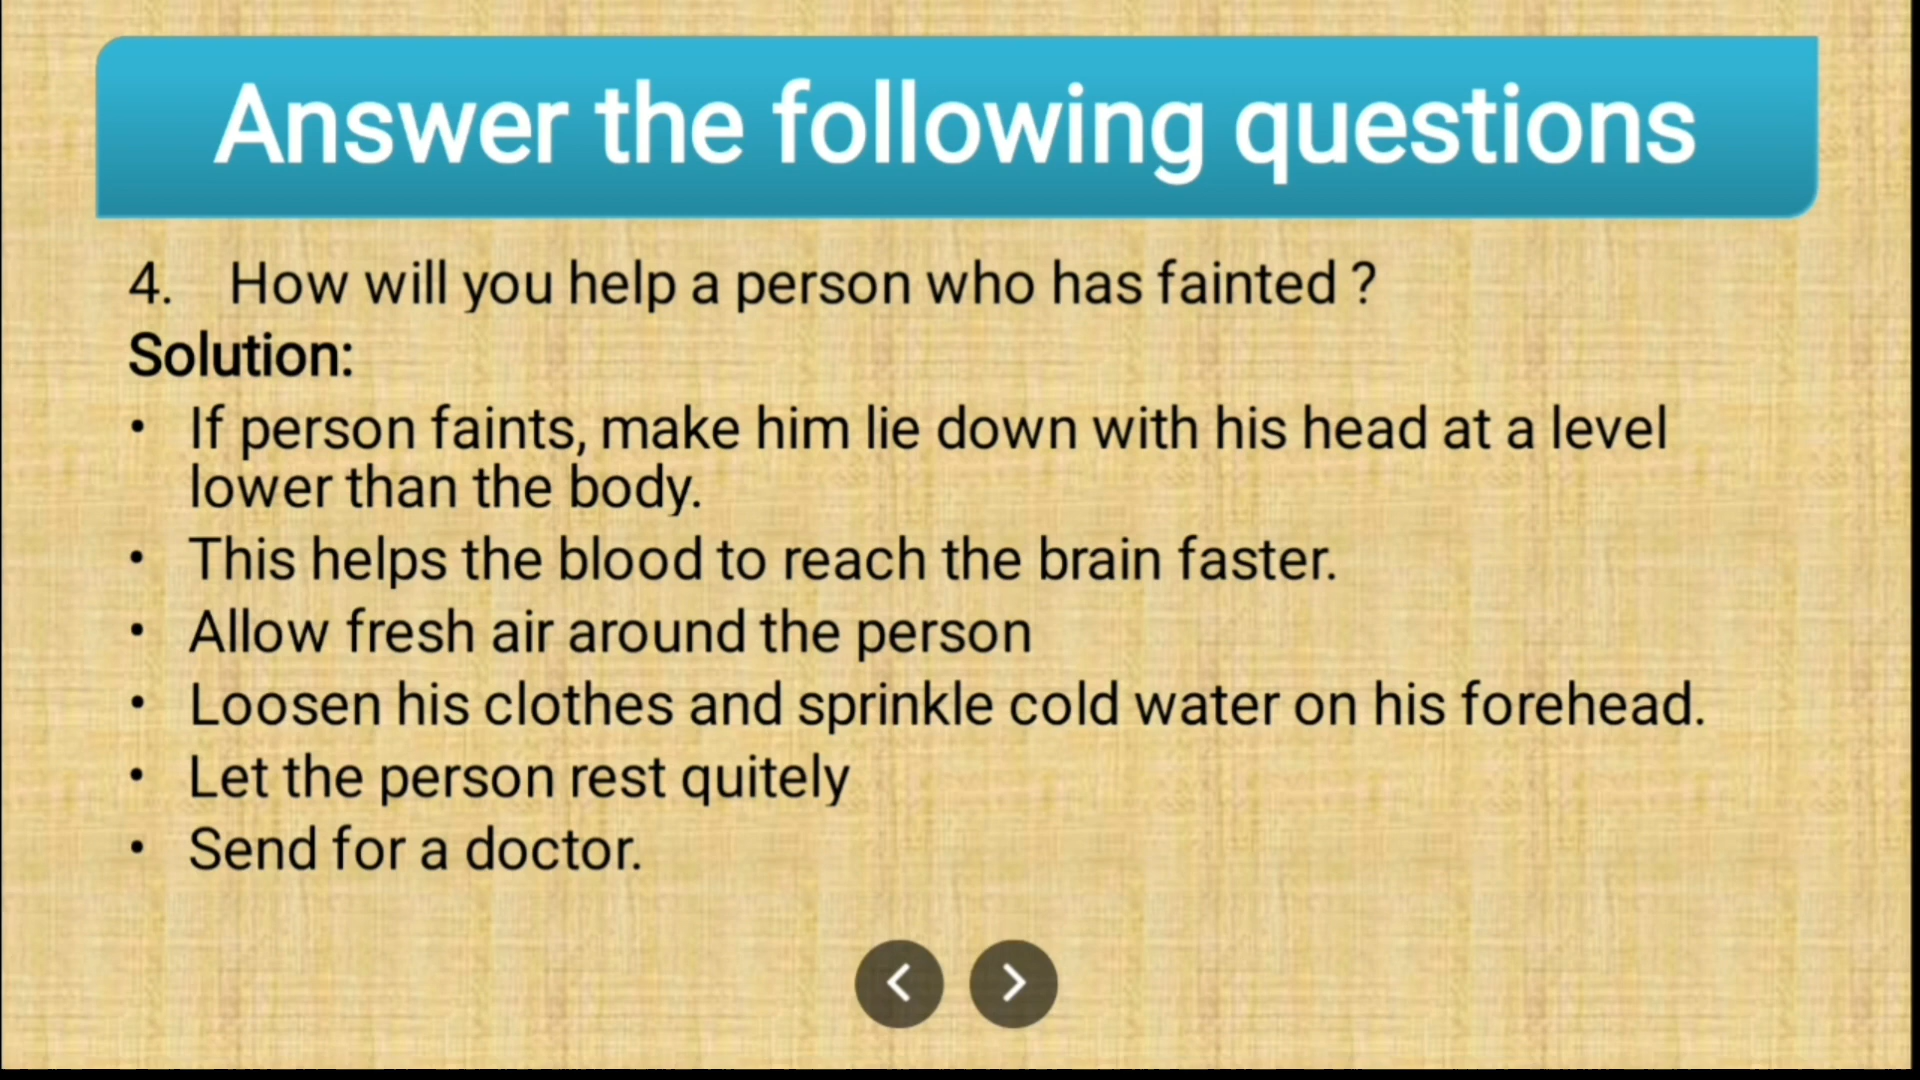 Answer the following questions
4. How will you help a person who has fainted ?
Solution:
• If person faints, make him lie down with his head at a level
lower than the body.
• This helps the blood to reach the brain faster.
• Allow fresh air around the person
• Loosen his clothes and sprinkle cold water on his forehead.
• Let the person rest quitely
• Send for a doctor.